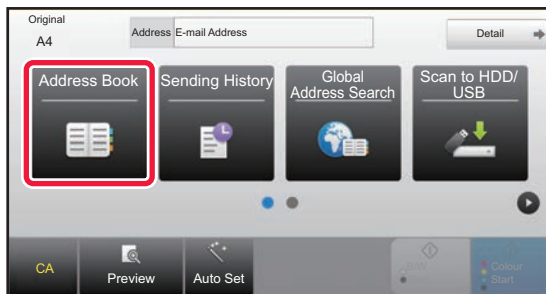 Original
A4
Address E-mail Address
Detail
Address Book
Sending History
Global
Address Search
Scan to HDD/
USB
CA
Preview
Auto Set
Colour
Start